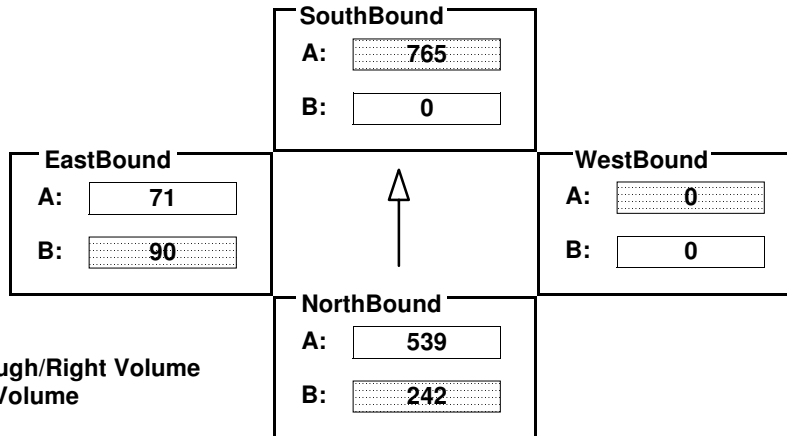 SouthBound
A: 765
B: 0
EastBound
A: 71
B: 90
WestBound
A: 0
B: 0
NorthBound
A: 539
B: 242
ugh/Right Volume
Volume